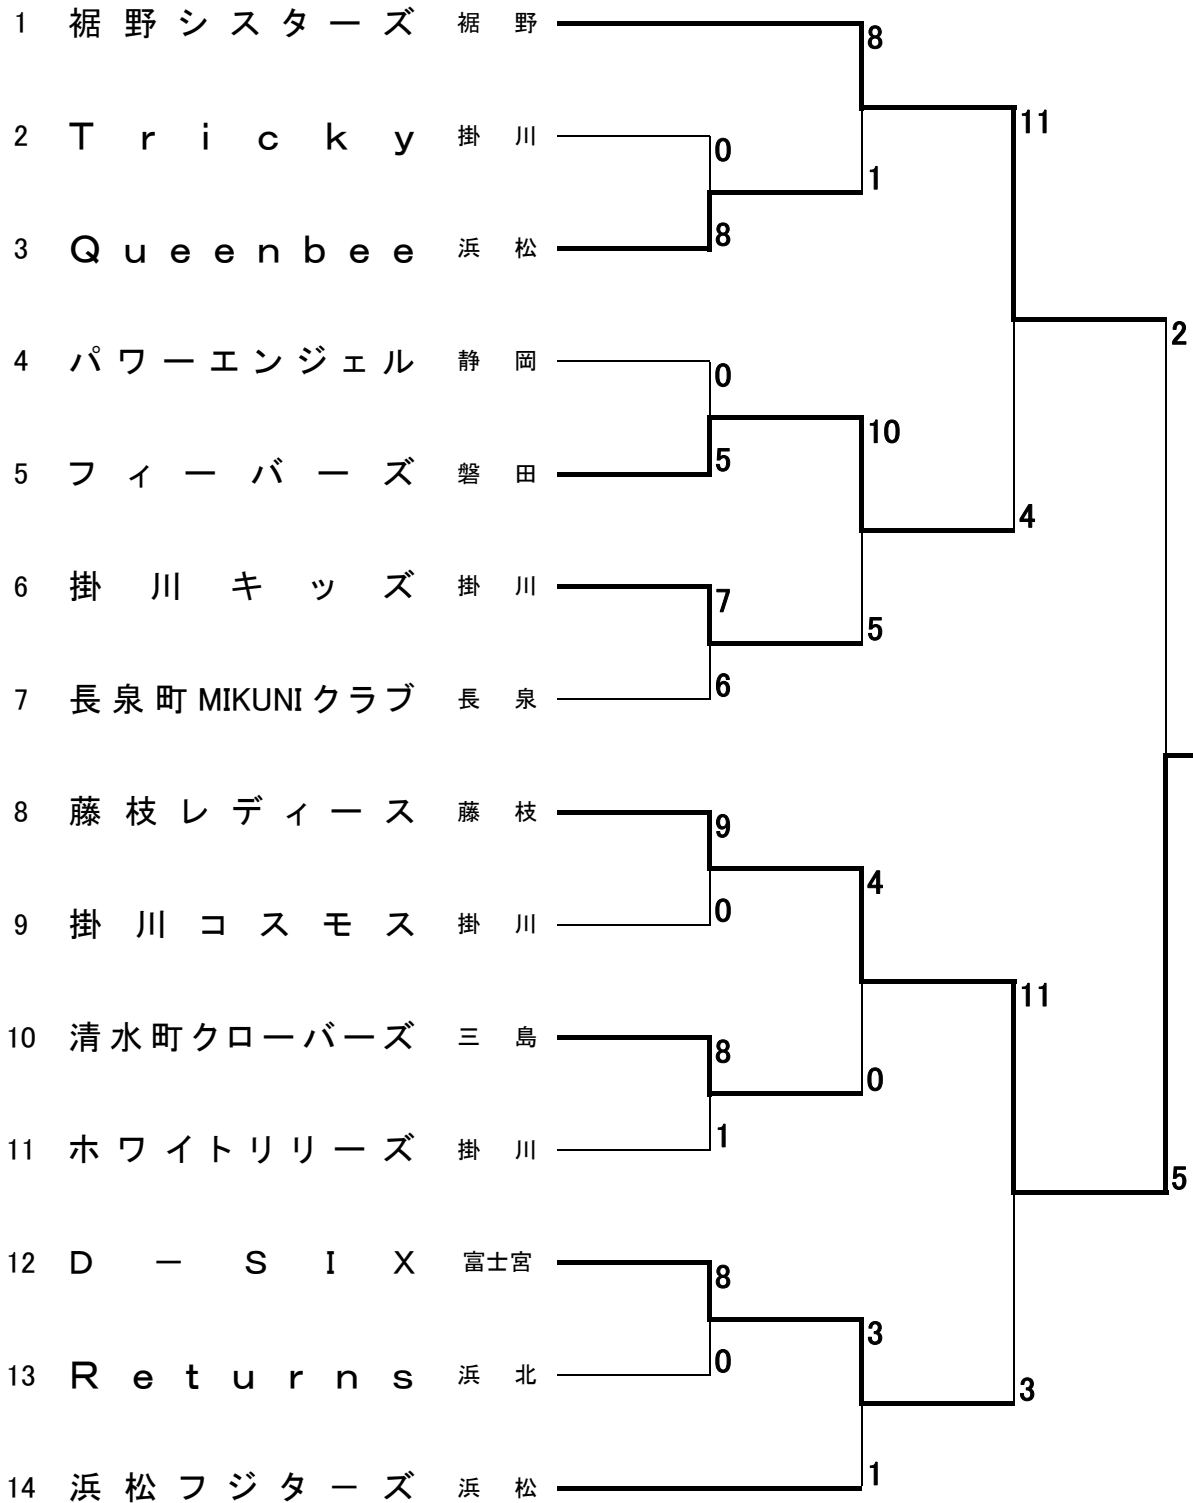 1 裾野シスターズ 裾野
8
11
2 Tricky 掛川
0
1
3 Queenbee 浜松
8
2
4 パワーエンジェル 静岡
0
10
5 フィーバーズ 磐田
5
4
6 掛川キッズ 掛川
7
5
7 長泉町MIKUNIクラブ 長泉
6
8 藤枝レディース 藤枝
9
4
9 掛川コスモス 掛川
0
11
10 清水町クローバーズ 三島
8
0
11 ホワイトリリーズ 掛川
1
5
12 D－SIX 富士宮
8
3
13 Returns 浜北
0
3
14 浜松フジターズ 浜松
1